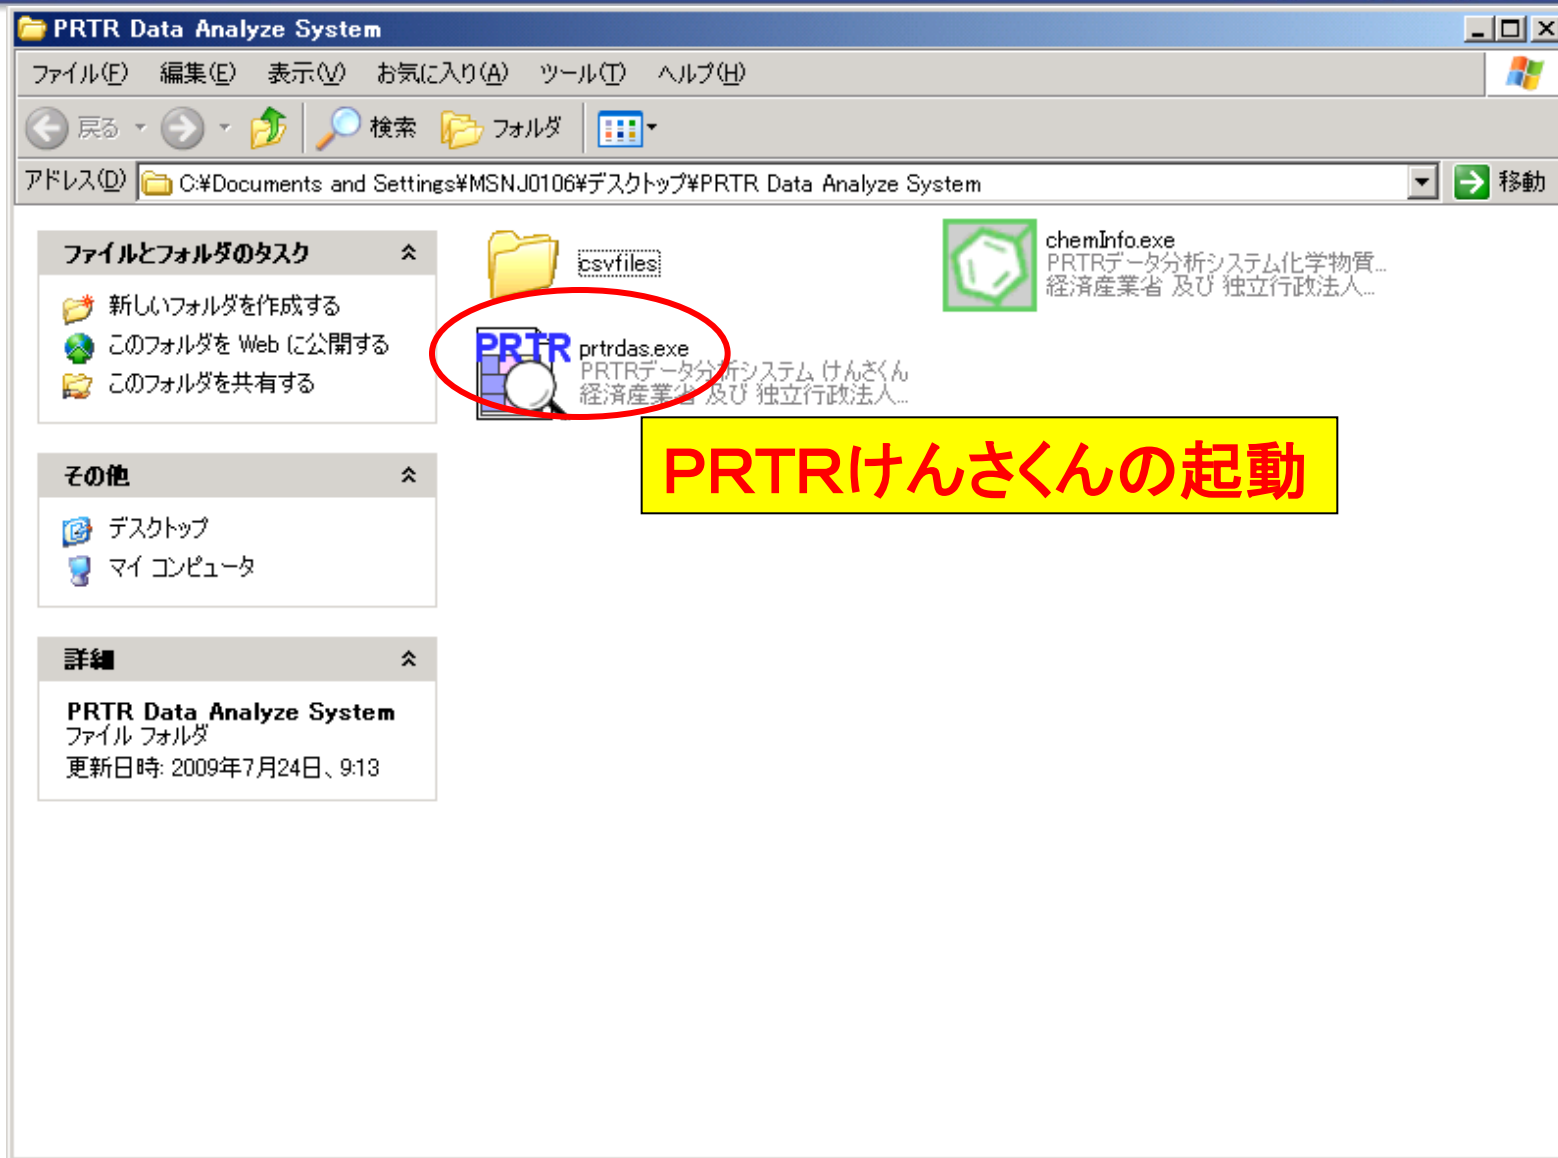 PRTR Data Analyze System
ファイル(F) 編集(E) 表示(V) お気に入り(A) ツール(T) ヘルプ(H)
戻る 検索 フォルダ
アドレス(D) C:¥Documents and Settings¥MSNJ0106¥デスクトップ¥PRTR Data Analyze System 移動
ファイルとフォルダのタスク
新しいフォルダを作成する
このフォルダを Web に公開する
このフォルダを共有する
その他
デスクトップ
マイ コンピュータ
詳細
PRTR Data Analyze System
ファイル フォルダ
更新日時: 2009年7月24日、9:13
csvfiles
chemInfo.exe
PRTRデータ分析システム化学物質...
経済産業省 及び 独立行政法人...
PRTR
prtrdas.exe
PRTRデータ分析システム けんさくん
経済産業省 及び 独立行政法人...
PRTRけんさくんの起動